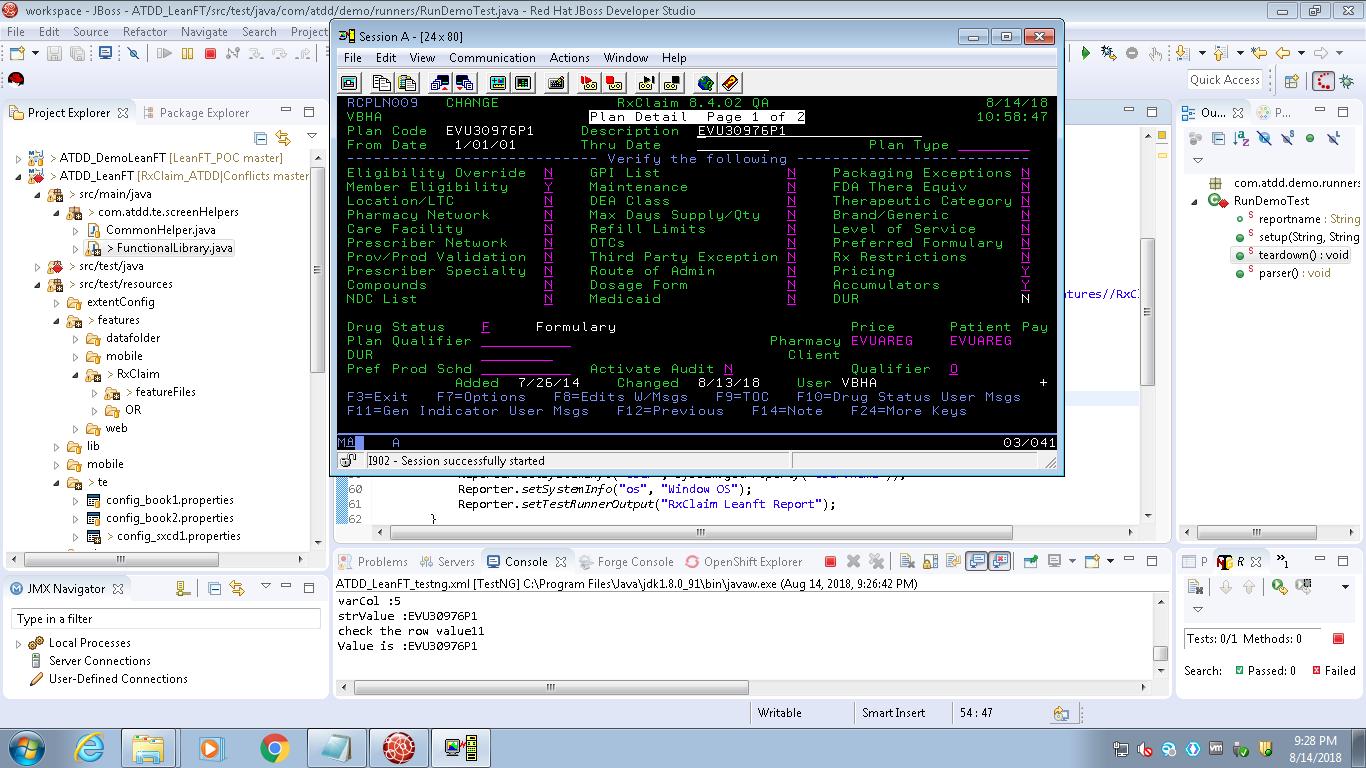 workspace - JBoss - ATDD_LeanFT/src/test/java/com/atdd/demo/runners/RunDemoTest.java - Red Hat JBoss Developer Studio
File Edit Source Refactor Navigate Search Project
Quick Access
Project Explorer Package Explorer
> ATDD_DemoLeanFT [LeanFT_POC master]
> ATDD_LeanFT [RxClaim_ATDD|Conflicts master
> src/main/java
> com.atdd.te.screenHelpers
CommonHelper.java
> FunctionalLibrary.java
> src/test/java
> src/test/resources
extentConfig
> features
datafolder
mobile
> RxClaim
> featureFiles
> OR
web
lib
mobile
> te
config_book1.properties
config_book2.properties
> config_sxcd1.properties
Session A - [24 x 80]
File Edit View Communication Actions Window Help
RCPLN009 CHANGE RxClaim 8.4.02 QA 8/14/18
VBHA Plan Detail Page 1 of 2 10:58:47
Plan Code EVU30976P1 Description EVU30976P1
From Date 1/01/01 Thru Date Plan Type
Verify the following
Eligibility Override N GPI List N Packaging Exceptions N
Member Eligibility Y Maintenance N FDA Thera Equiv N
Location/LTC N DEA Class N Therapeutic Category N
Pharmacy Network N Max Days Supply/Qty N Brand/Generic N
Care Facility N Refill Limits N Level of Service N
Prescriber Network N OTCs N Preferred Formulary N
Prov/Prod Validation N Third Party Exception N Rx Restrictions N
Prescriber Specialty N Route of Admin N Pricing Y
Compounds N Dosage Form N Accumulators Y
NDC List N Medicaid N DUR N
Drug Status F Formulary Price Patient Pay
Plan Qualifier Pharmacy EVUAREG EVUAREG
DUR Client
Pref Prod Schd Activate Audit N Qualifier O
Added 7/26/14 Changed 8/13/18 User VBHA +
F3=Exit F7=Options F8=Edits W/Msgs F9=TOC F10=Drug Status User Msgs
F11=Gen Indicator User Msgs F12=Previous F14=Note F24=More Keys
MA A 03/041
I902 - Session successfully started
atures//RxCl
60 Reporter.setSystemInfo("os", "Window OS");
61 Reporter.setTestRunnerOutput("RxClaim Leanft Report");
62 }
Ou... P...
com.atdd.demo.runners
RunDemoTest
reportname : String
setup(String, String
teardown() : void
parser() : void
JMX Navigator
Type in a filter
Local Processes
Server Connections
User-Defined Connections
Problems Servers Console Forge Console OpenShift Explorer
ATDD_LeanFT_testng.xml [TestNG] C:\Program Files\Java\jdk1.8.0_91\bin\javaw.exe (Aug 14, 2018, 9:26:42 PM)
varCol :5
strValue :EVU30976P1
check the row value11
Value is :EVU30976P1
P R »1
Tests: 0/1 Methods: 0
Search: Passed: 0 Failed
Writable Smart Insert 54 : 47
9:28 PM
8/14/2018